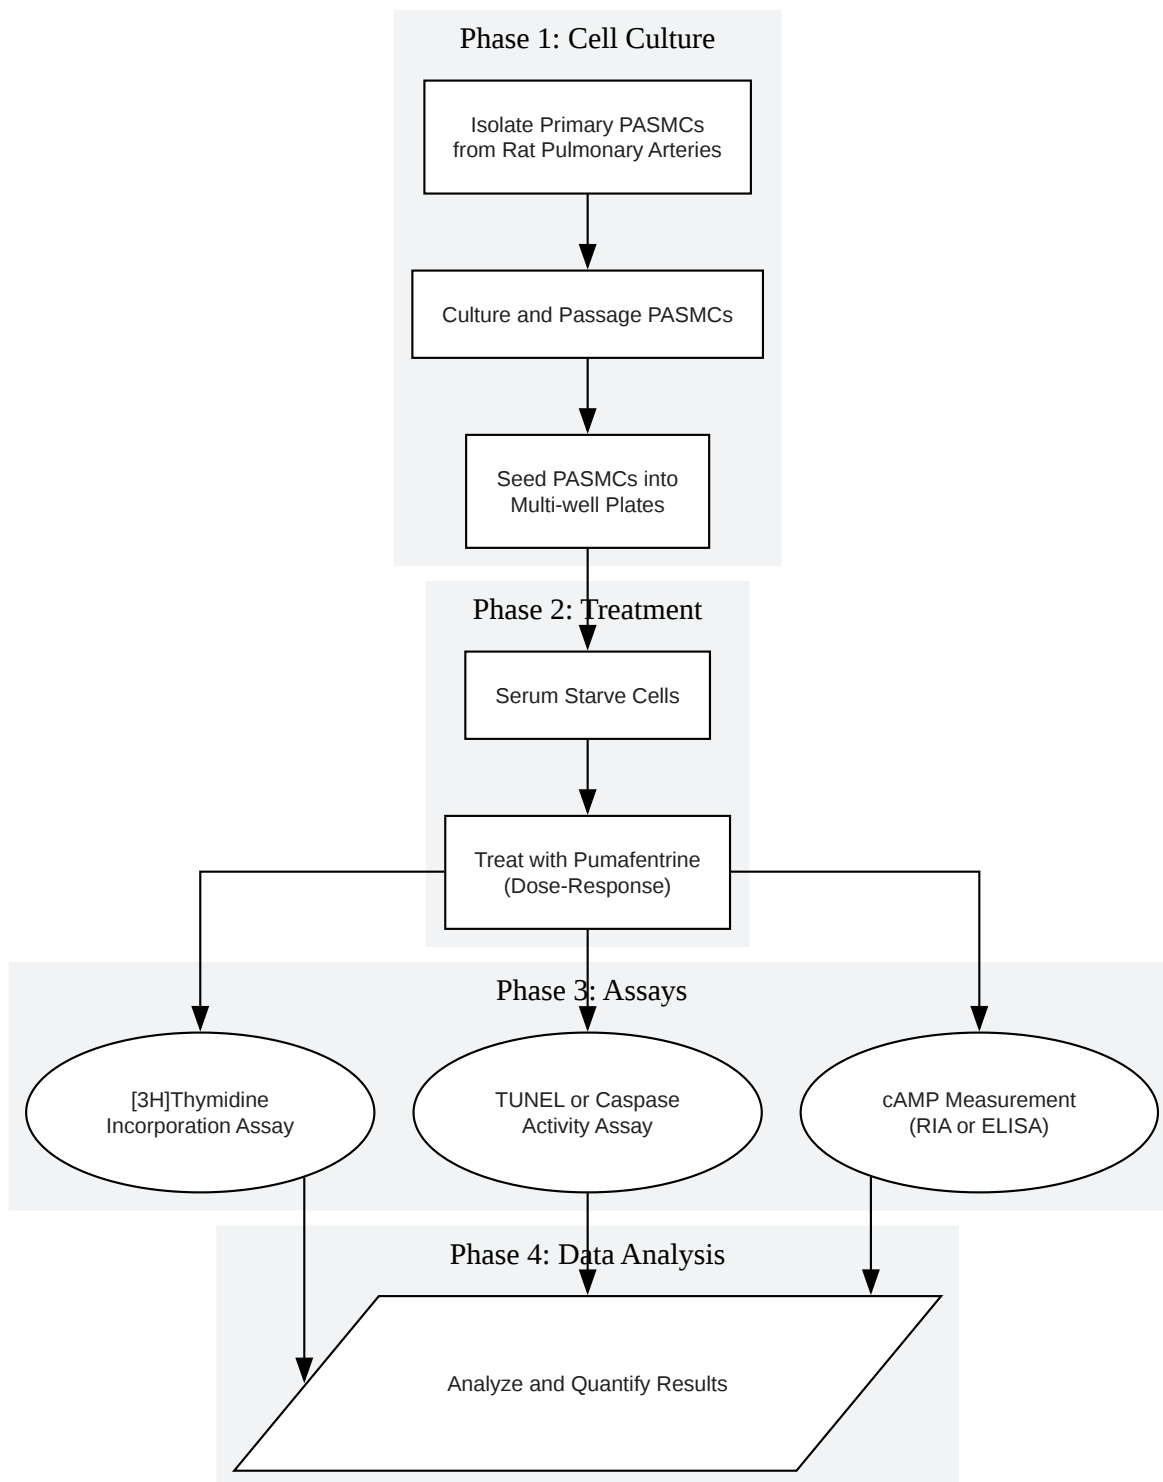 Phase 1: Cell Culture
Isolate Primary PASMCs
from Rat Pulmonary Arteries
Culture and Passage PASMCs
Seed PASMCs into
Multi-well Plates
Phase 2: Treatment
Serum Starve Cells
Treat with Pumafentrine
(Dose-Response)
Phase 3: Assays
[3H]Thymidine
Incorporation Assay
TUNEL or Caspase
Activity Assay
cAMP Measurement
(RIA or ELISA)
Phase 4: Data Analysis
Analyze and Quantify Results